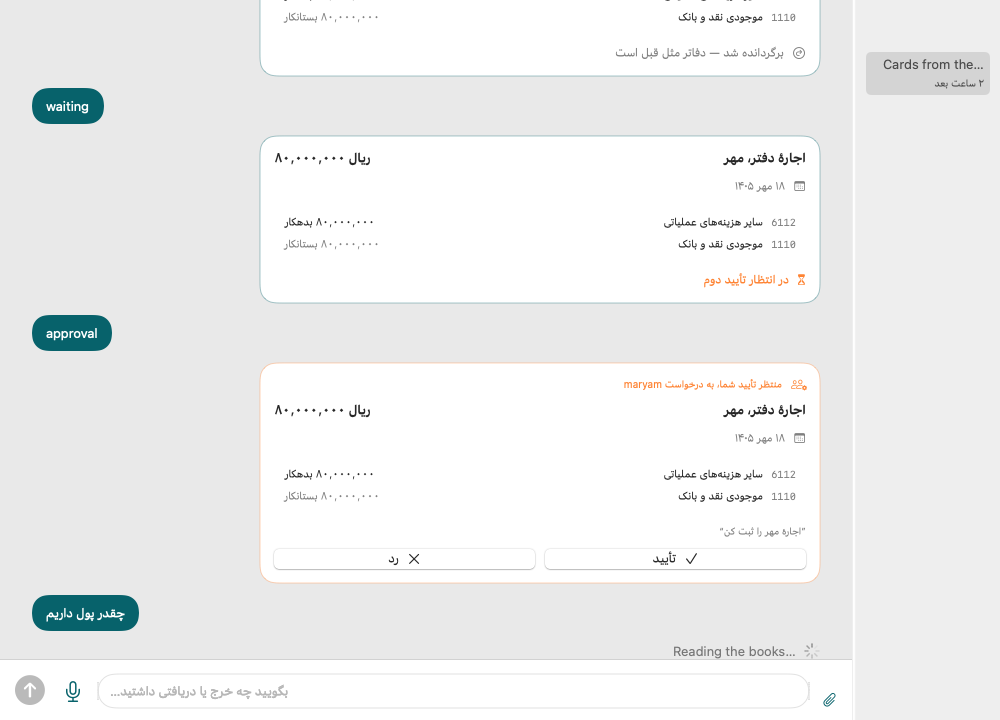 1110 موجودی نقد و بانک ۸۰,۰۰۰,۰۰۰ بستانکار
برگردانده شد — دفاتر مثل قبل است
waiting
اجارهٔ دفتر، مهر ۸۰,۰۰۰,۰۰۰ ریال
۱۸ مهر ۱۴۰۵
6112 سایر هزینه‌های عملیاتی ۸۰,۰۰۰,۰۰۰ بدهکار
1110 موجودی نقد و بانک ۸۰,۰۰۰,۰۰۰ بستانکار
در انتظار تأیید دوم
approval
منتظر تأیید شما، به درخواست maryam
اجارهٔ دفتر، مهر ۸۰,۰۰۰,۰۰۰ ریال
۱۸ مهر ۱۴۰۵
6112 سایر هزینه‌های عملیاتی ۸۰,۰۰۰,۰۰۰ بدهکار
1110 موجودی نقد و بانک ۸۰,۰۰۰,۰۰۰ بستانکار
"اجارهٔ مهر را ثبت کن"
تأیید
رد
چقدر پول داریم
Reading the books...
بگویید چه خرج یا دریافتی داشتید...
Cards from the...
۲ ساعت بعد